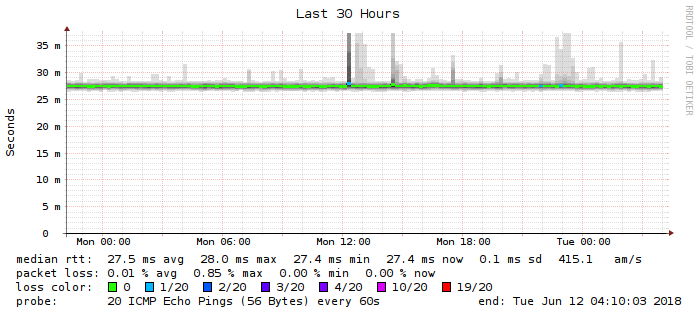 Last 30 Hours
RRDTOOL / TOBI OETIKER
Seconds
35 m
30 m
25 m
20 m
15 m
10 m
5 m
0
Mon 00:00 Mon 06:00 Mon 12:00 Mon 18:00 Tue 00:00
median rtt: 27.5 ms avg 28.0 ms max 27.4 ms min 27.4 ms now 0.1 ms sd 415.1 am/s
packet loss: 0.01 % avg 0.85 % max 0.00 % min 0.00 % now
loss color: 0 1/20 2/20 3/20 4/20 10/20 19/20
probe: 20 ICMP Echo Pings (56 Bytes) every 60s end: Tue Jun 12 04:10:03 2018